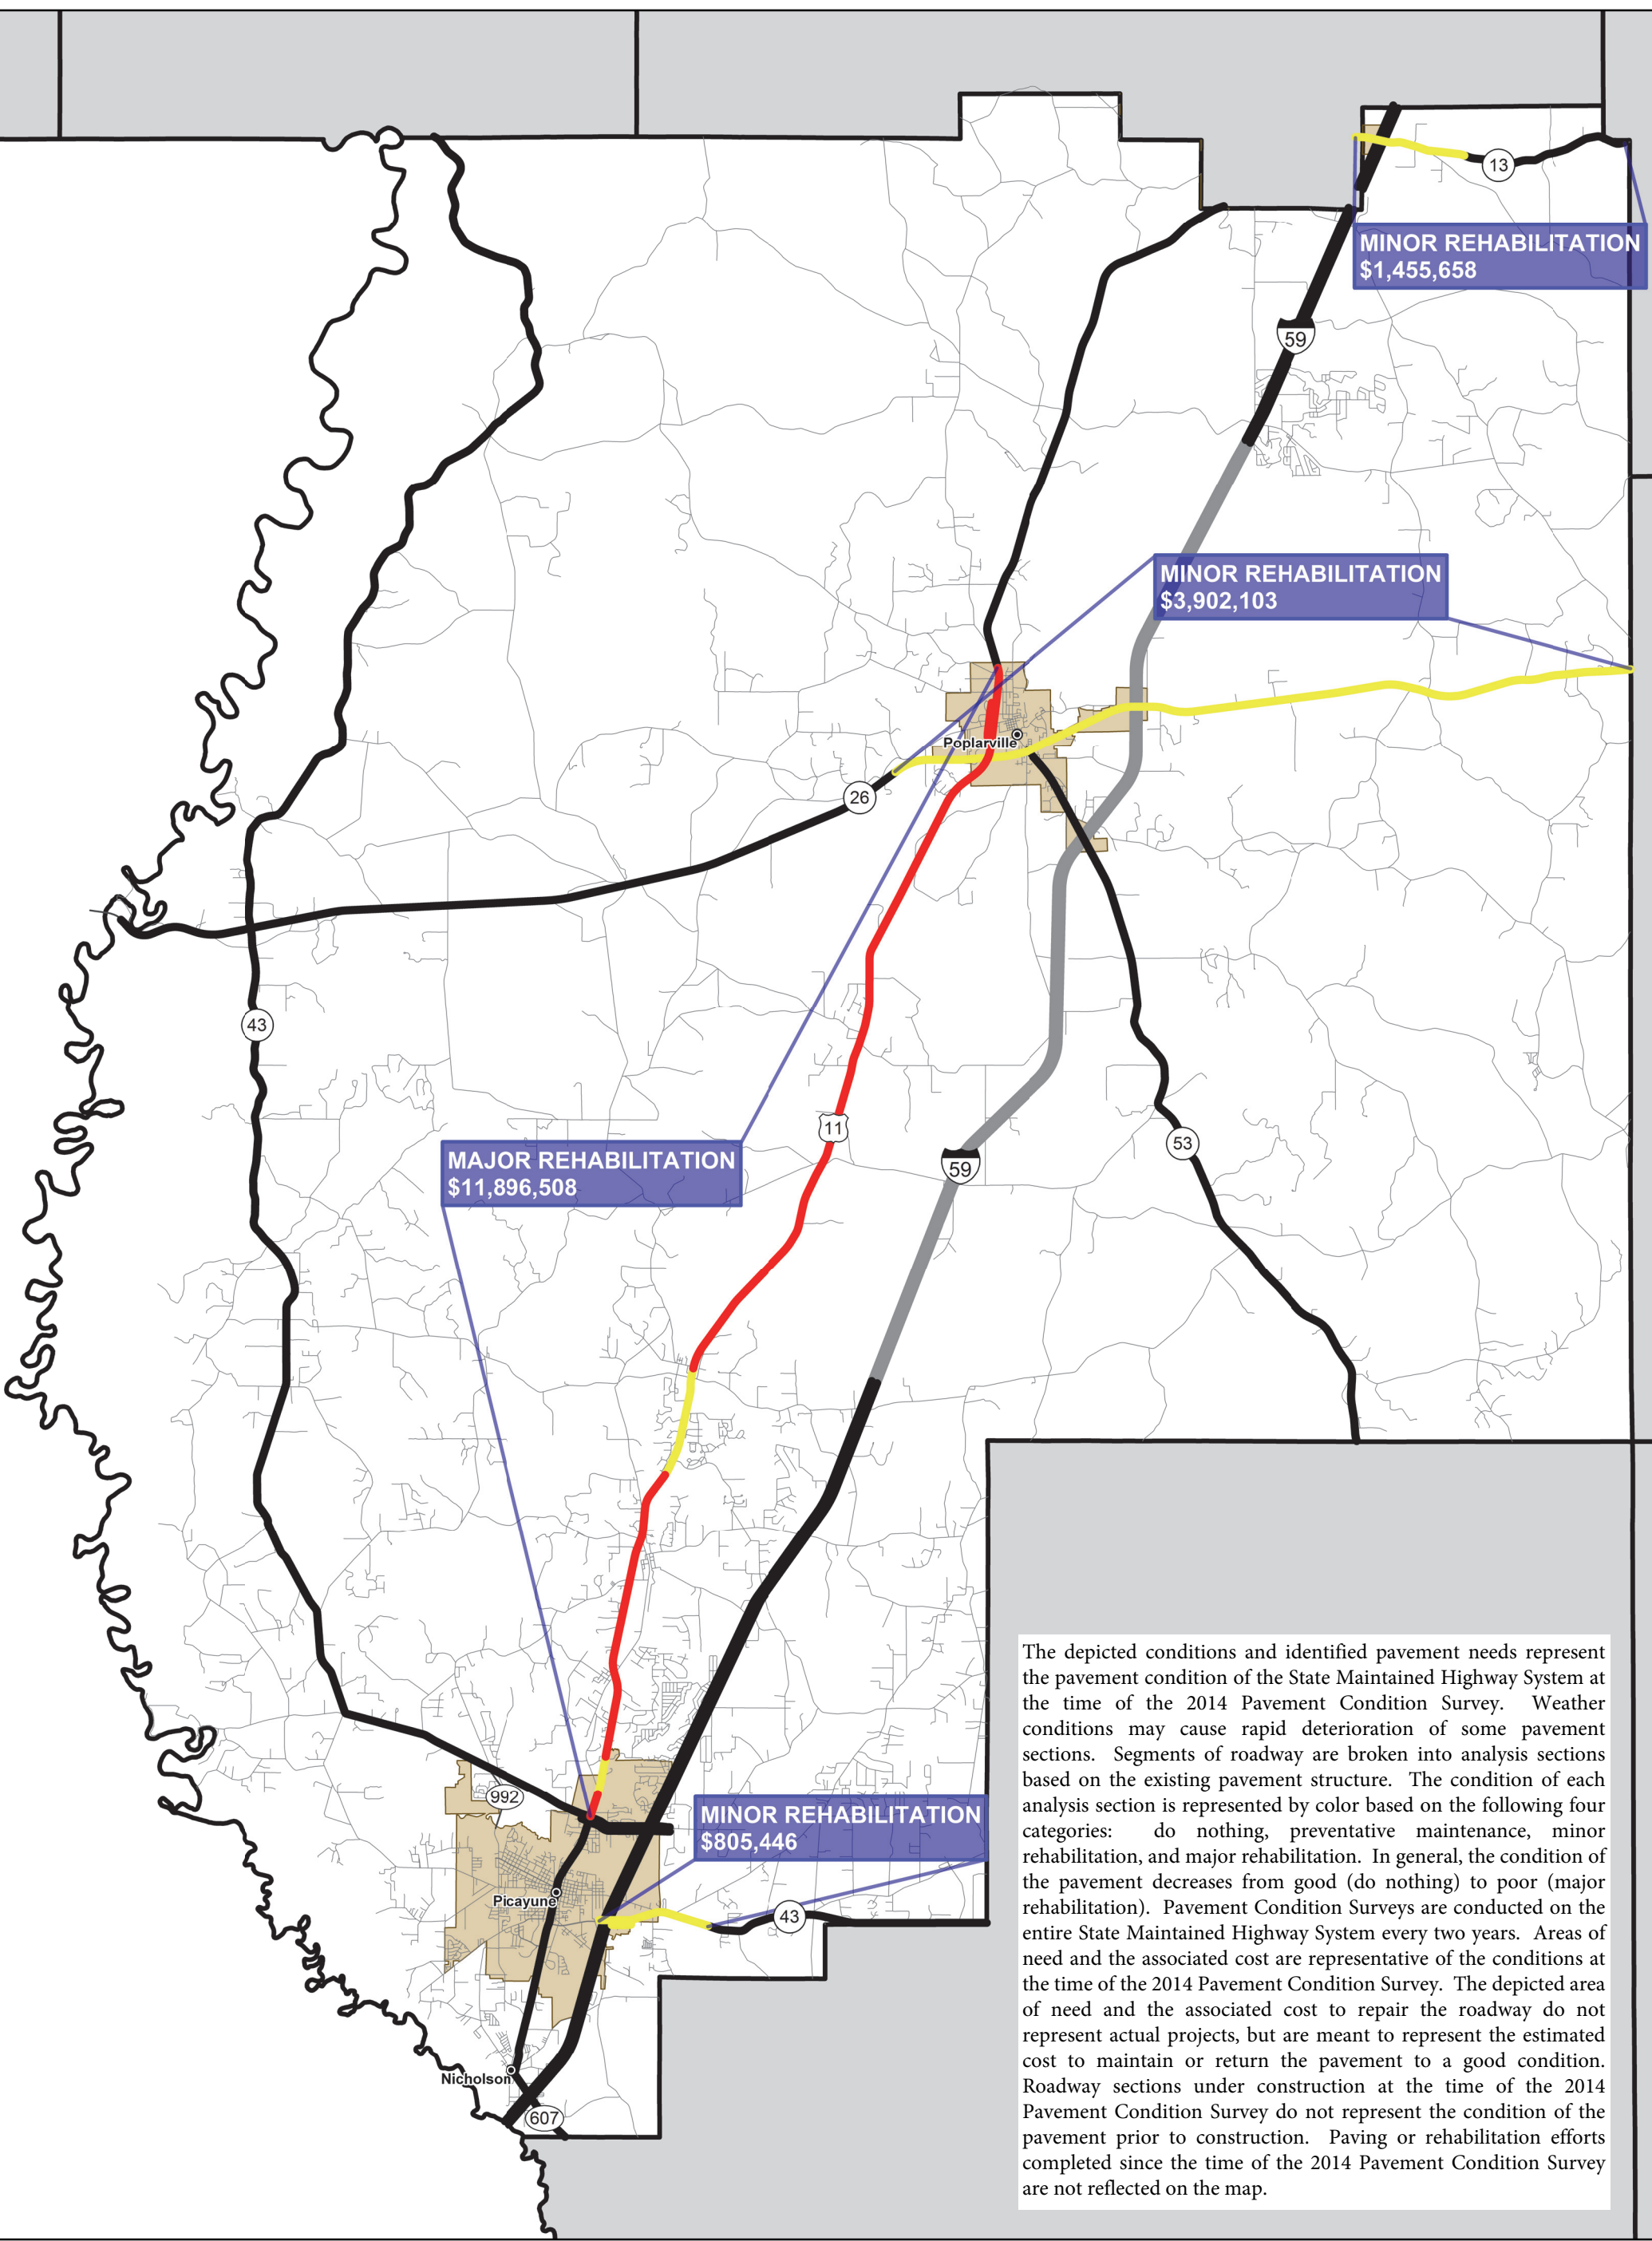 13
MINOR REHABILITATION
$1,455,658
59
MINOR REHABILITATION
$3,902,103
Poplarville
26
43
11
53
MAJOR REHABILITATION
$11,896,508
59
992
MINOR REHABILITATION
$805,446
Picayune
43
Nicholson
607
The depicted conditions and identified pavement needs represent
the pavement condition of the State Maintained Highway System at
the time of the 2014 Pavement Condition Survey. Weather
conditions may cause rapid deterioration of some pavement
sections. Segments of roadway are broken into analysis sections
based on the existing pavement structure. The condition of each
analysis section is represented by color based on the following four
categories: do nothing, preventative maintenance, minor
rehabilitation, and major rehabilitation. In general, the condition of
the pavement decreases from good (do nothing) to poor (major
rehabilitation). Pavement Condition Surveys are conducted on the
entire State Maintained Highway System every two years. Areas of
need and the associated cost are representative of the conditions at
the time of the 2014 Pavement Condition Survey. The depicted area
of need and the associated cost to repair the roadway do not
represent actual projects, but are meant to represent the estimated
cost to maintain or return the pavement to a good condition.
Roadway sections under construction at the time of the 2014
Pavement Condition Survey do not represent the condition of the
pavement prior to construction. Paving or rehabilitation efforts
completed since the time of the 2014 Pavement Condition Survey
are not reflected on the map.